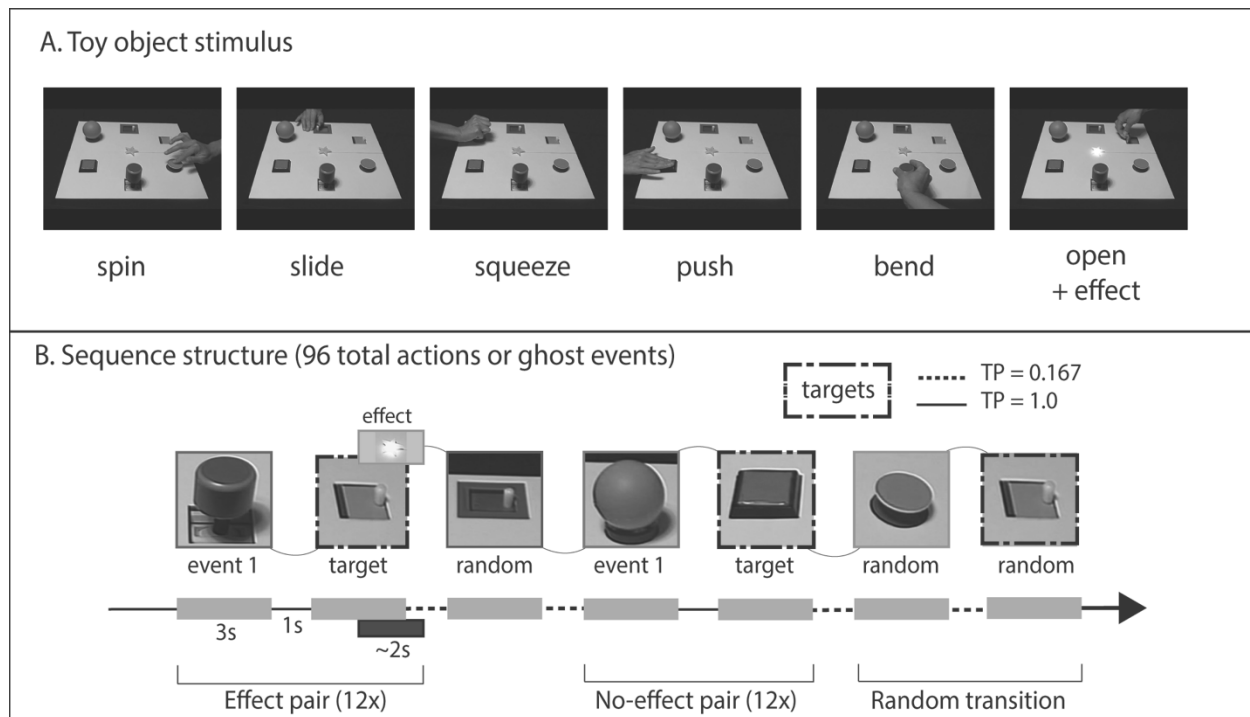 A. Toy object stimulus
spin
slide
squeeze
push
bend
open
+ effect
B. Sequence structure (96 total actions or ghost events)
targets
TP = 0.167
TP = 1.0
effect
event 1
target
random
event 1
target
random
random
3s
1s
~2s
Effect pair (12x)
No-effect pair (12x)
Random transition